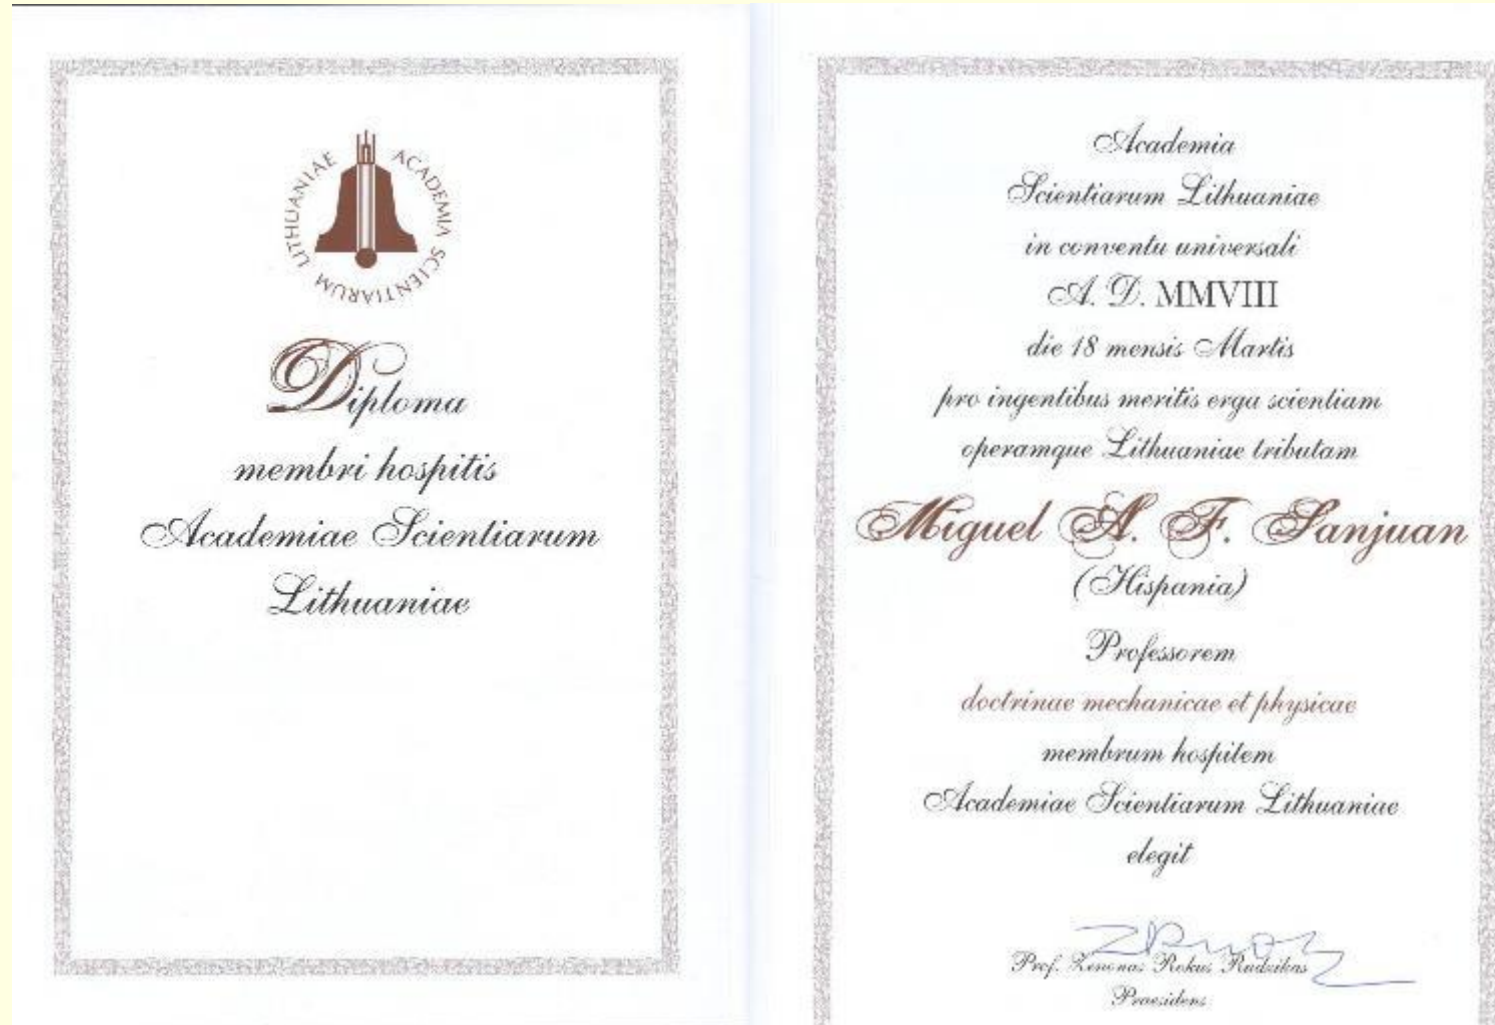 LITHUANIAE ACADEMIA SCIENTIARUM
Diploma
membri hospitis
Academiae Scientiarum
Lithuaniae
Academia
Scientiarum Lithuaniae
in conventu universali
A. D. MMVIII
die 18 mensis Martis
pro ingentibus meritis erga scientiam
operamque Lithuaniae tributam
Miguel A. F. Sanjuan
(Hispania)
Professorem
doctrinae mechanicae et physicae
membrum hospitem
Academiae Scientiarum Lithuaniae
elegit
Prof. Zenonas Rokus Rudzikas
Praesidens